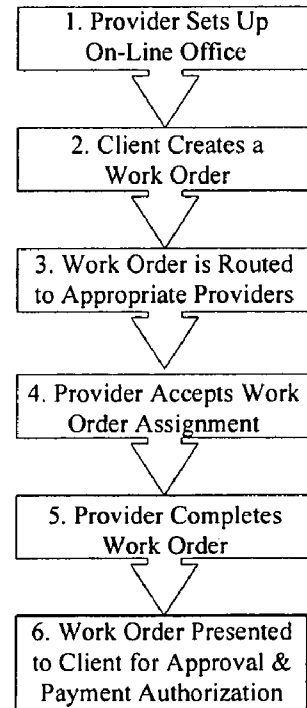 1. Provider Sets Up
On-Line Office
2. Client Creates a
Work Order
3. Work Order is Routed
to Appropriate Providers
4. Provider Accepts Work
Order Assignment
5. Provider Completes
Work Order
6. Work Order Presented
to Client for Approval &
Payment Authorization